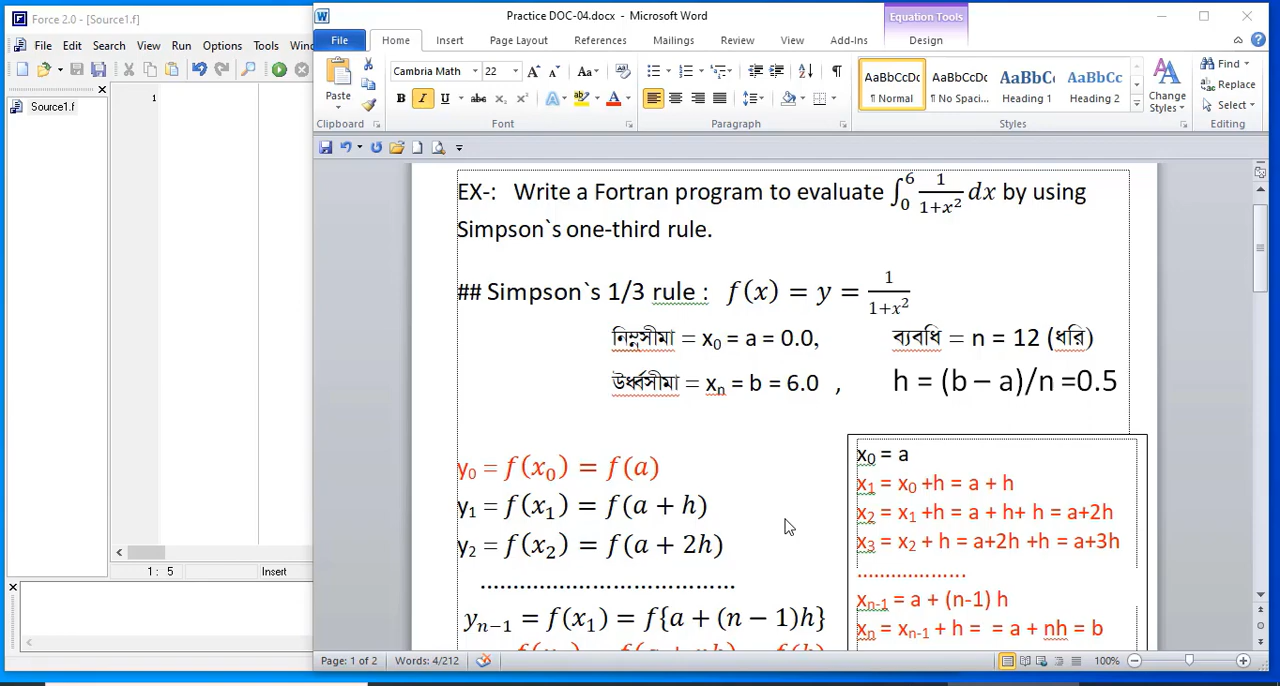 Force 2.0 - [Source1.f]
File Edit Search View Run Options Tools Winc
Source1.f
1
1: 5 Insert
Practice DOC-04.docx - Microsoft Word
Equation Tools
File Home Insert Page Layout References Mailings Review View Add-Ins Design
Paste
Cambria Math 22
AaBbCcDc AaBbCcDc AaBbC AaBbCc
¶ Normal ¶ No Spaci... Heading 1 Heading 2
Change Styles
Find
Replace
Select
Clipboard Font Paragraph Styles Editing
EX-: Write a Fortran program to evaluate ∫₀⁶ 1/(1+x²) dx by using
Simpson`s one-third rule.
## Simpson`s 1/3 rule : f(x) = y = 1/(1+x²)
নিম্নসীমা = x₀ = a = 0.0, ব্যবধি = n = 12 (ধরি)
উর্ধ্বসীমা = xₙ = b = 6.0 , h = (b – a)/n =0.5
y₀ = f(x₀) = f(a)
y₁ = f(x₁) = f(a + h)
y₂ = f(x₂) = f(a + 2h)
.....................................
yₙ₋₁ = f(x₁) = f{a + (n − 1)h}
x₀ = a
x₁ = x₀ +h = a + h
x₂ = x₁ +h = a + h+ h = a+2h
x₃ = x₂ + h = a+2h +h = a+3h
...................
xₙ₋₁ = a + (n-1) h
xₙ = xₙ₋₁ + h = = a + nh = b
Page: 1 of 2 Words: 4/212 100%